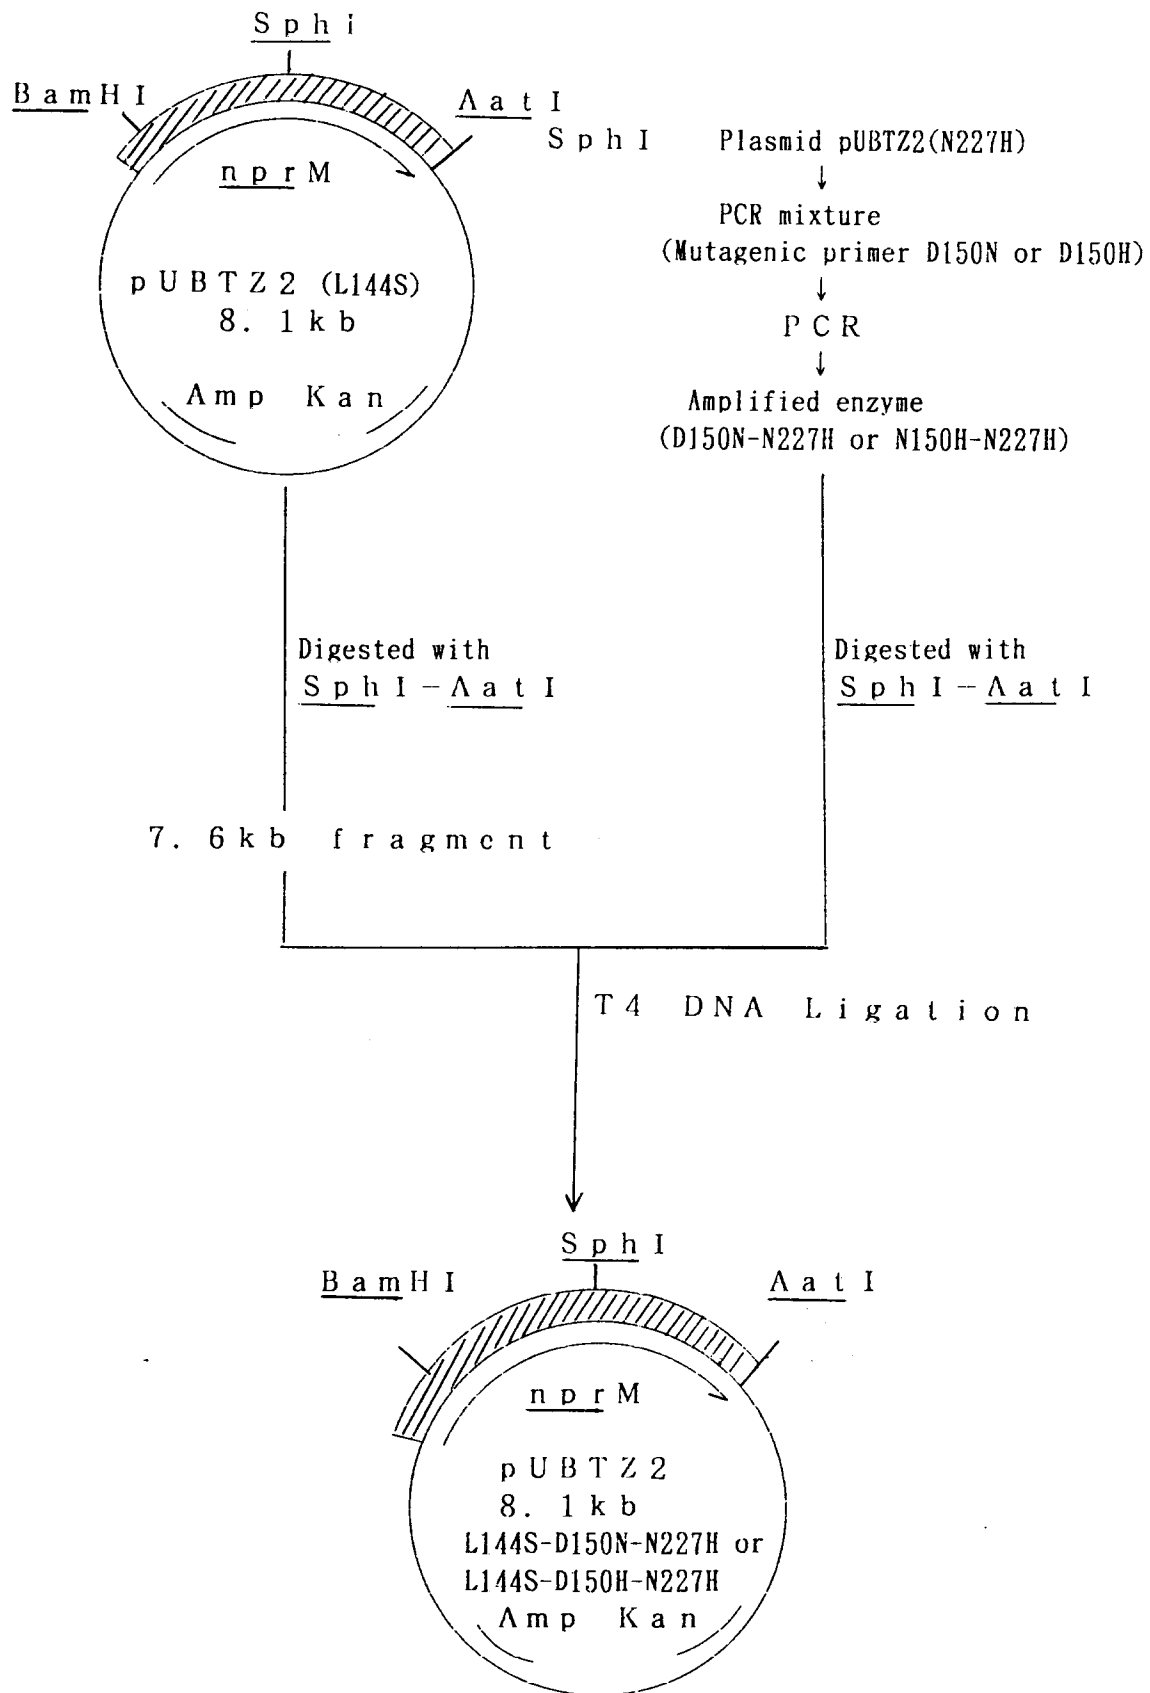 SphI
BamHI
AatI
SphI
Plasmid pUBTZ2(N227H)
nprM
PCR mixture
(Mutagenic primer D150N or D150H)
pUBTZ2 (L144S)
8. 1kb
PCR
Amp Kan
Amplified enzyme
(D150N-N227H or N150H-N227H)
Digested with
SphI-AatI
Digested with
SphI-AatI
7. 6kb fragment
T4 DNA Ligation
SphI
BamHI
AatI
nprM
pUBTZ2
8. 1kb
L144S-D150N-N227H or
L144S-D150H-N227H
Amp Kan